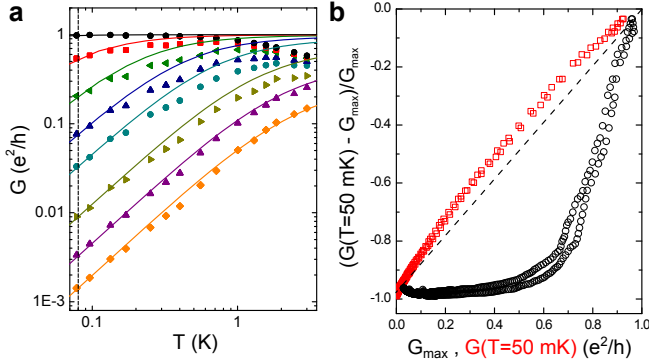 a
1
0.1
0.01
1E-3
G (e²/h)
0.1
1
T (K)
b
0.0
-0.2
-0.4
-0.6
-0.8
-1.0
(G(T=50 mK) - Gmax)/Gmax
0.0
0.2
0.4
0.6
0.8
1.0
Gmax , G(T=50 mK) (e²/h)